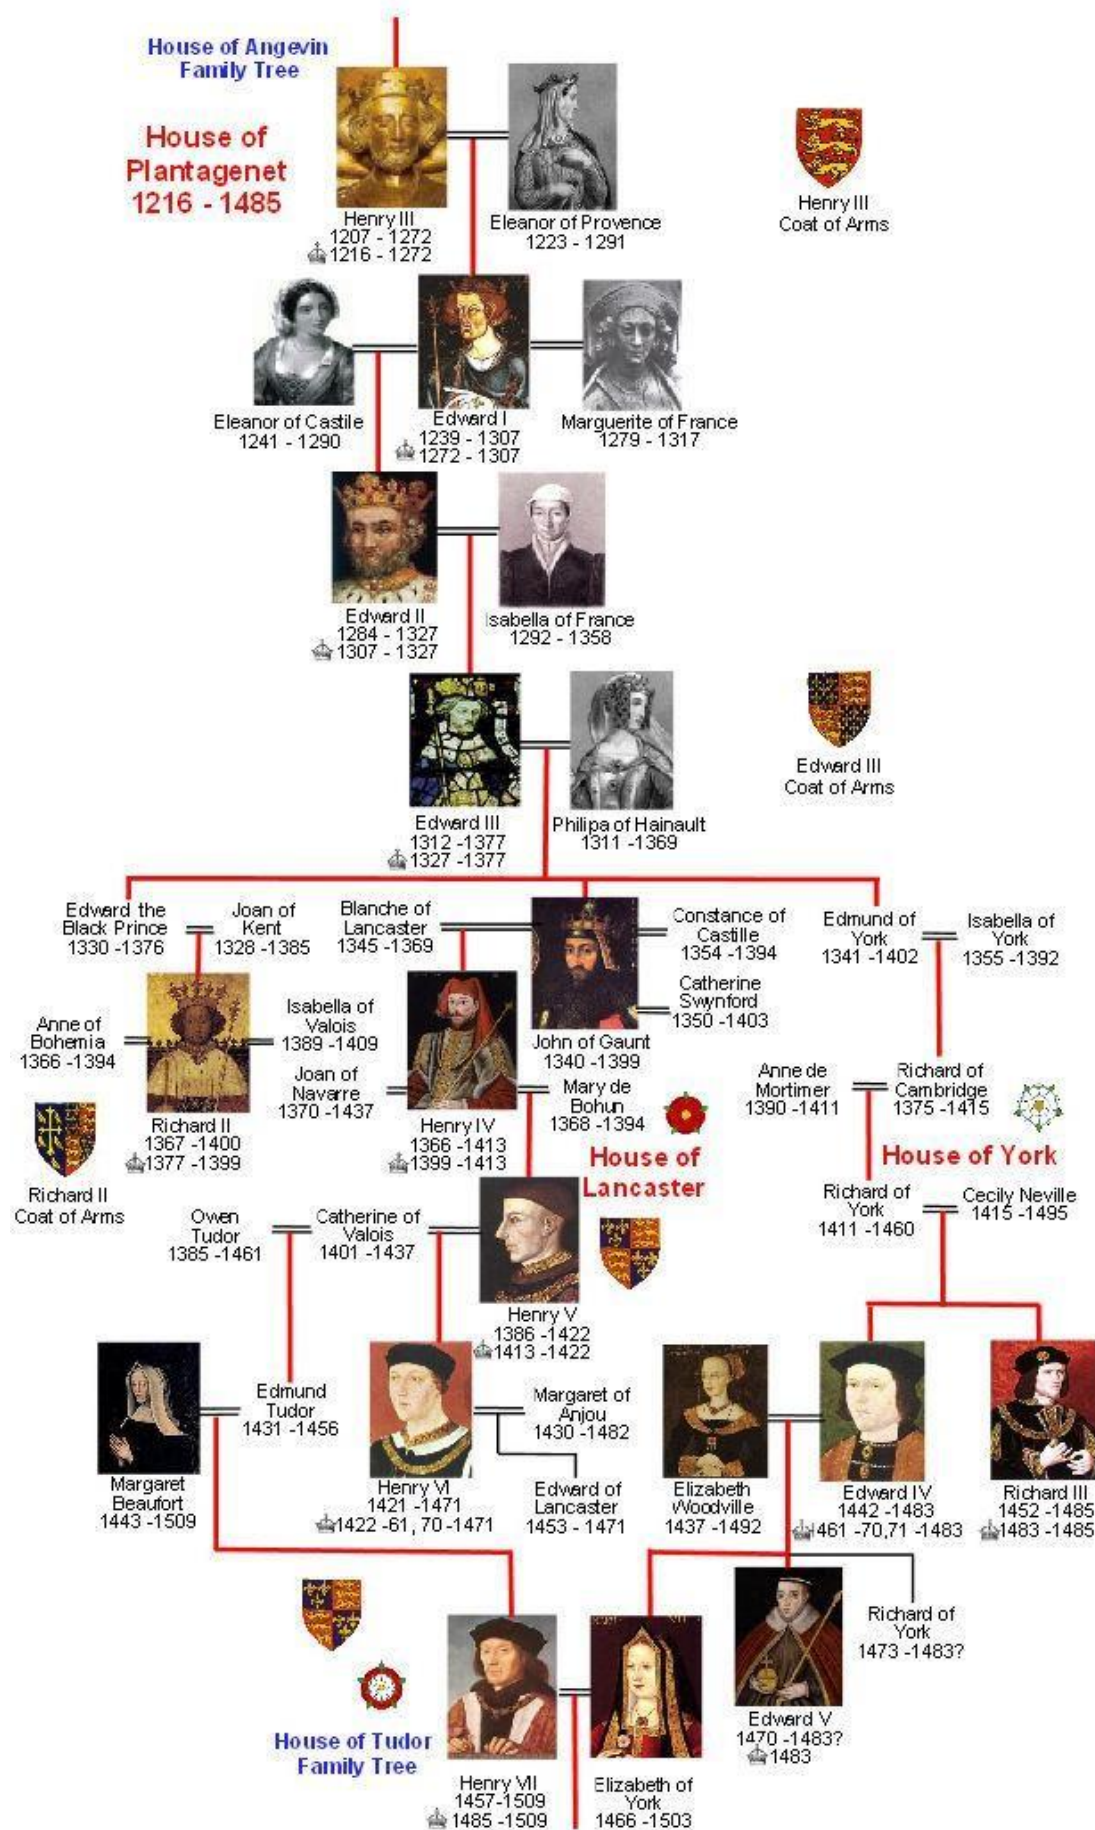 House of Angevin
Family Tree
House of
Plantagenet
1216 - 1485
Henry III
1207 - 1272
1216 - 1272
Eleanor of Provence
1223 - 1291
Henry III
Coat of Arms
Eleanor of Castile
1241 - 1290
Edward I
1239 - 1307
1272 - 1307
Marguerite of France
1279 - 1317
Edward II
1284 - 1327
1307 - 1327
Isabella of France
1292 - 1358
Edward III
1312 -1377
1327 -1377
Philipa of Hainault
1311 -1369
Edward III
Coat of Arms
Edward the
Black Prince
1330 -1376
Joan of
Kent
1328 -1385
Blanche of
Lancaster
1345 -1369
John of Gaunt
1340 -1399
Constance of
Castille
1354 -1394
Catherine
Swynford
1350 -1403
Edmund of
York
1341 -1402
Isabella of
York
1355 -1392
Anne of
Bohemia
1366 -1394
Richard II
1367 -1400
1377 -1399
Isabella of
Valois
1389 -1409
Joan of
Navarre
1370 -1437
Henry IV
1366 -1413
1399 -1413
Mary de
Bohun
1368 -1394
Anne de
Mortimer
1390 -1411
Richard of
Cambridge
1375 -1415
Richard II
Coat of Arms
House of
Lancaster
House of York
Owen
Tudor
1385 -1461
Catherine of
Valois
1401 -1437
Henry V
1386 -1422
1413 -1422
Richard of
York
1411 -1460
Cecily Neville
1415 -1495
Margaret
Beaufort
1443 -1509
Edmund
Tudor
1431 -1456
Henry VI
1421 -1471
1422 -61, 70 -1471
Margaret of
Anjou
1430 -1482
Edward of
Lancaster
1453 - 1471
Elizabeth
Woodville
1437 -1492
Edward IV
1442 -1483
1461 -70,71 -1483
Richard III
1452 -1485
1483 -1485
Richard of
York
1473 -1483?
Edward V
1470 -1483?
1483
House of Tudor
Family Tree
Henry VII
1457-1509
1485 -1509
Elizabeth of
York
1466 -1503